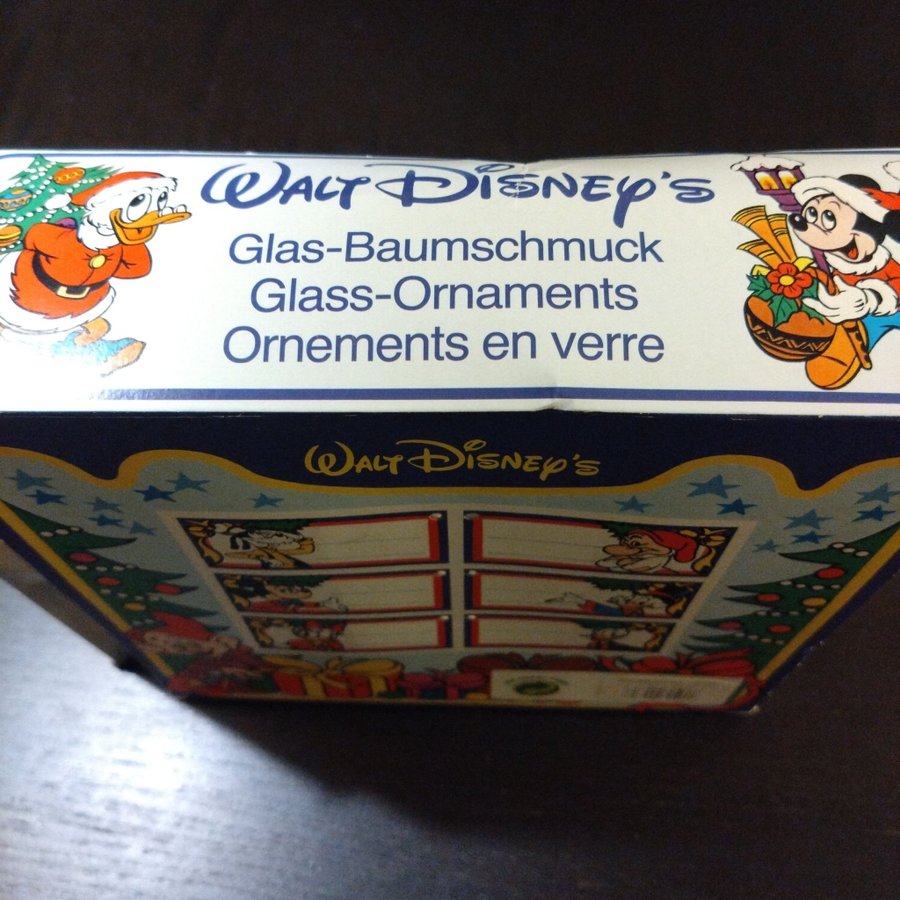 WALT DISNEY'S
Glas-Baumschmuck
Glass-Ornaments
Ornements en verre
WALT DISNEY'S